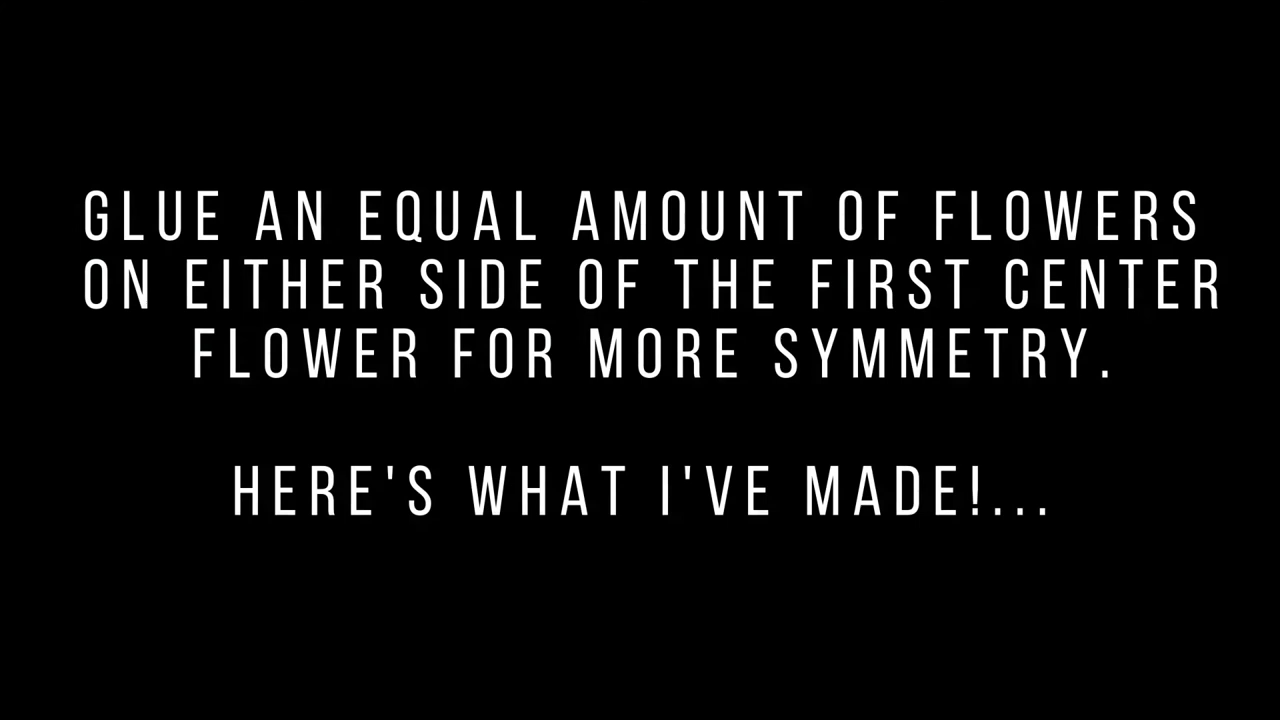 GLUE AN EQUAL AMOUNT OF FLOWERS
ON EITHER SIDE OF THE FIRST CENTER
FLOWER FOR MORE SYMMETRY.
HERE'S WHAT I'VE MADE!...